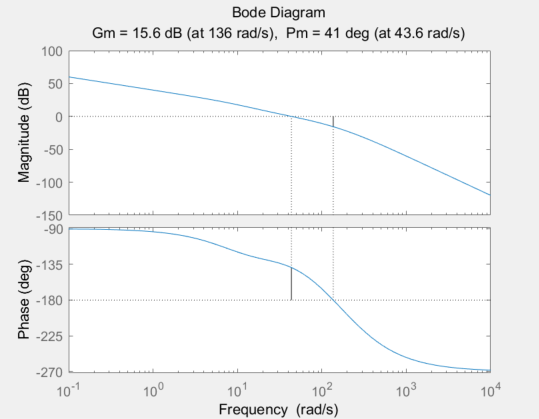 Bode Diagram
Gm = 15.6 dB (at 136 rad/s), Pm = 41 deg (at 43.6 rad/s)
Magnitude (dB)
100
50
0
-50
-100
-150
Phase (deg)
-90
-135
-180
-225
-270
10^-1 10^0 10^1 10^2 10^3 10^4
Frequency (rad/s)